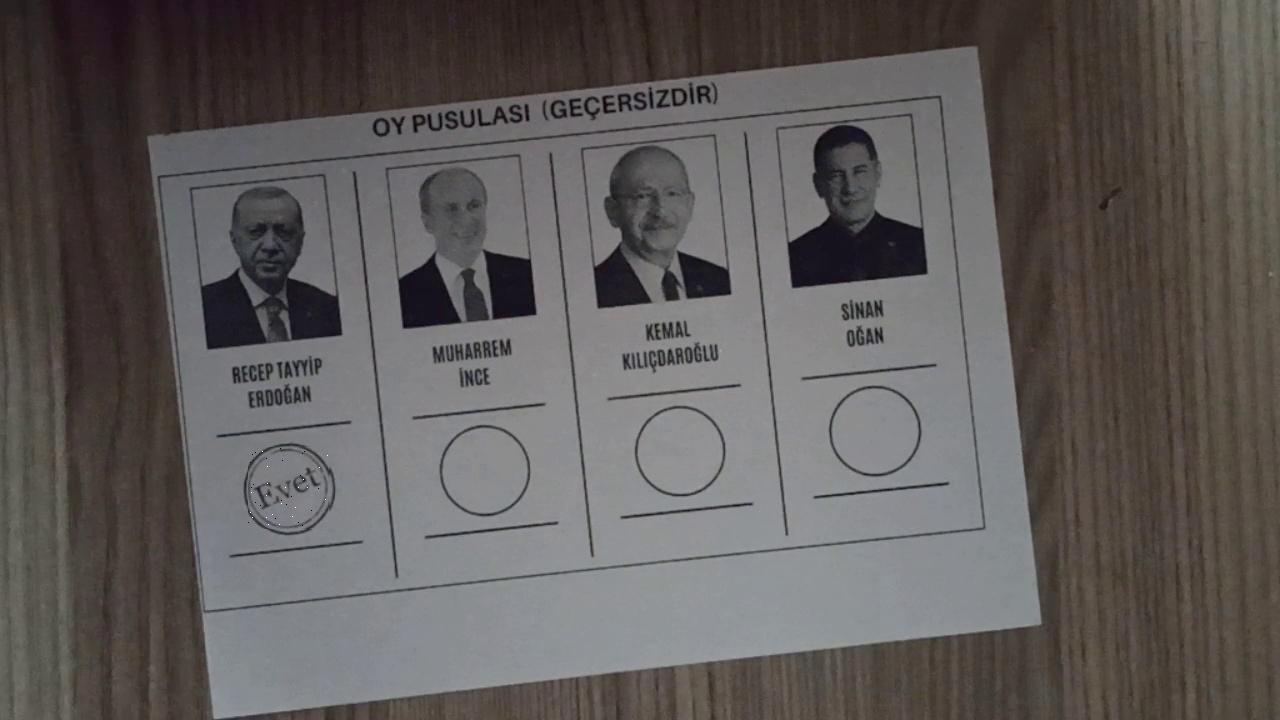 OY PUSULASI (GEÇERSİZDİR)
RECEP TAYYİP
ERDOĞAN
Evet
MUHARREM
İNCE
KEMAL
KILIÇDAROĞLU
SİNAN
OĞAN